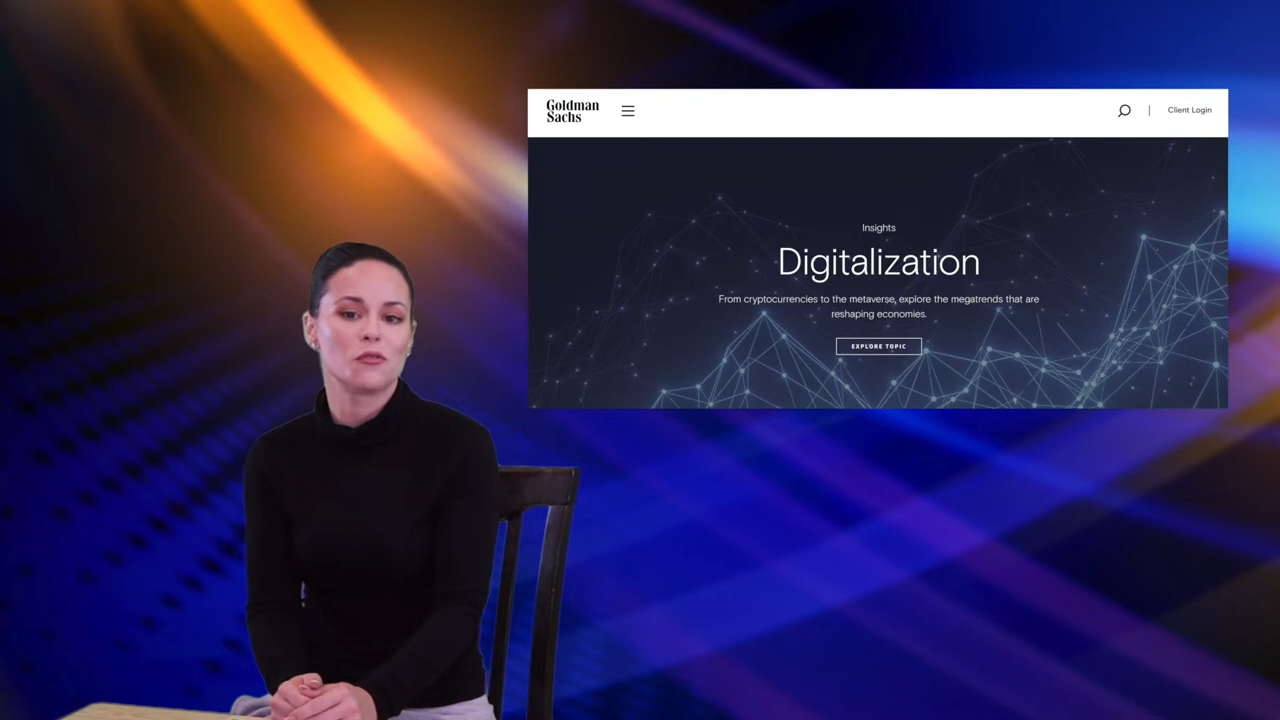 Goldman
Sachs
Client Login
Insights
Digitalization
From cryptocurrencies to the metaverse, explore the megatrends that are
reshaping economies.
EXPLORE TOPIC